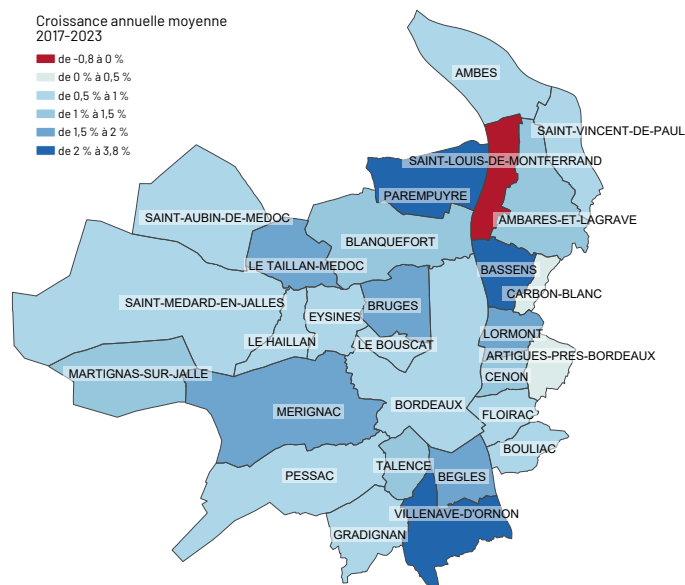 Croissance annuelle moyenne
2017-2023
de -0,8 à 0 %
de 0 % à 0,5 %
de 0,5 % à 1 %
de 1 % à 1,5 %
de 1,5 % à 2 %
de 2 % à 3,8 %
AMBES
SAINT-VINCENT-DE-PAUL
SAINT-LOUIS-DE-MONTFERRAND
PAREMPUYRE
SAINT-AUBIN-DE-MEDOC
AMBARES-ET-LAGRAVE
BLANQUEFORT
LE TAILLAN-MEDOC
BASSENS
CARBON-BLANC
SAINT-MEDARD-EN-JALLES
BRUGES
EYSINES
LORMONT
LE HAILLAN
LE BOUSCAT
ARTIGUES-PRES-BORDEAUX
MARTIGNAS-SUR-JALLE
CENON
BORDEAUX
MERIGNAC
FLOIRAC
BOULIAC
TALENCE
PESSAC
BEGLES
VILLENAVE-D'ORNON
GRADIGNAN